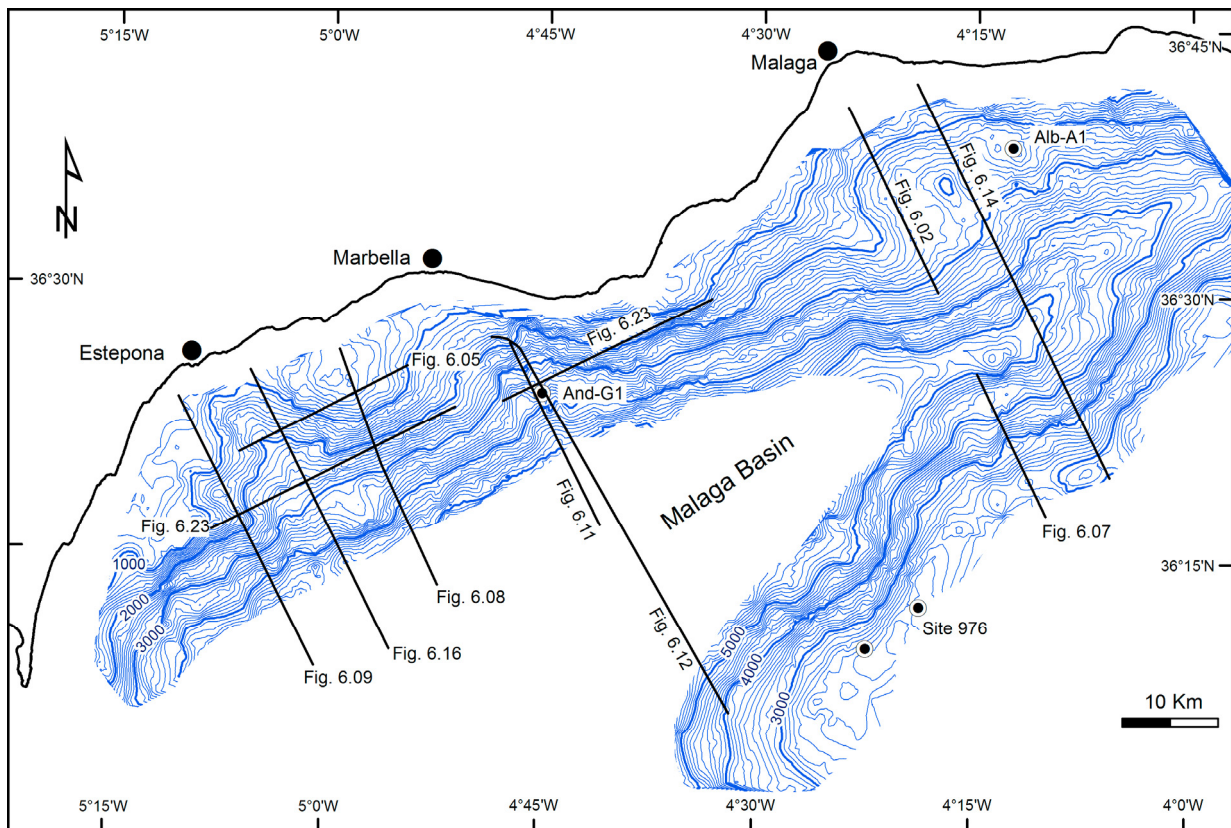 5°15'W
5°0'W
4°45'W
4°30'W
4°15'W
36°45'N
Malaga
Alb-A1
Fig. 6.14
Fig. 6.02
N
Marbella
36°30'N
36°30'N
Fig. 6.23
Estepona
Fig. 6.05
And-G1
Malaga Basin
Fig. 6.11
Fig. 6.23
Fig. 6.07
1000
36°15'N
2000
Fig. 6.08
3000
Site 976
Fig. 6.16
Fig. 6.12
5000
Fig. 6.09
4000
3000
10 Km
5°15'W
5°0'W
4°45'W
4°30'W
4°15'W
4°0'W